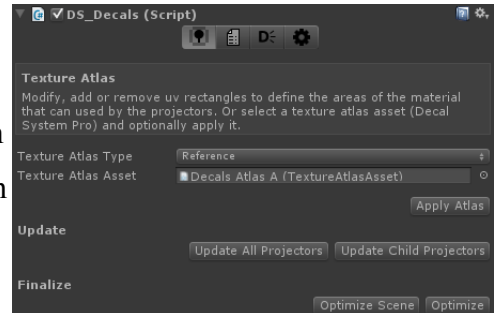 DS_Decals (Script)
D
Texture Atlas
Modify, add or remove uv rectangles to define the areas of the material
that can used by the projectors. Or select a texture atlas asset (Decal
System Pro) and optionally apply it.
Texture Atlas Type Reference
Texture Atlas Asset Decals Atlas A (TextureAtlasAsset)
Apply Atlas
Update
Update All Projectors Update Child Projectors
Finalize
Optimize Scene Optimize